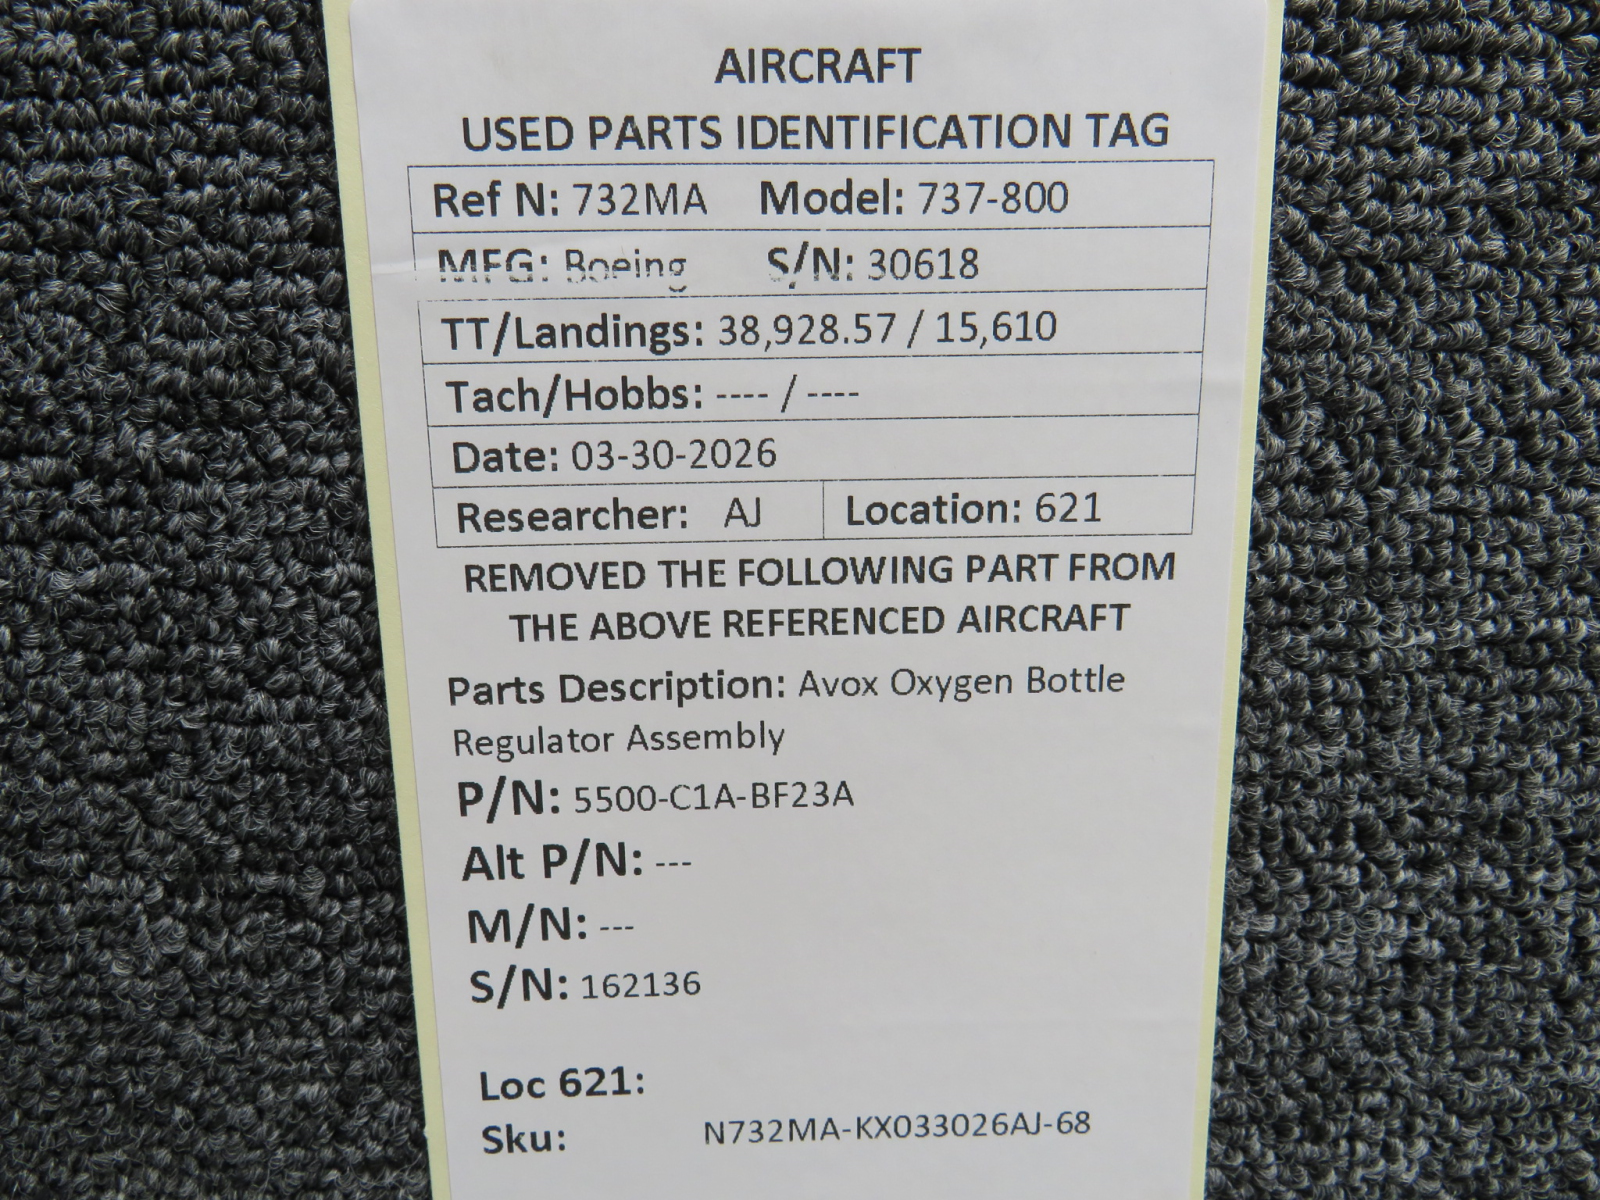 AIRCRAFT
USED PARTS IDENTIFICATION TAG
Ref N: 732MA Model: 737-800
MFG: Boeing S/N: 30618
TT/Landings: 38,928.57 / 15,610
Tach/Hobbs: ---- / ----
Date: 03-30-2026
Researcher: AJ Location: 621
REMOVED THE FOLLOWING PART FROM
THE ABOVE REFERENCED AIRCRAFT
Parts Description: Avox Oxygen Bottle
Regulator Assembly
P/N: 5500-C1A-BF23A
Alt P/N: ---
M/N: ---
S/N: 162136
Loc 621:
Sku: N732MA-KX033026AJ-68